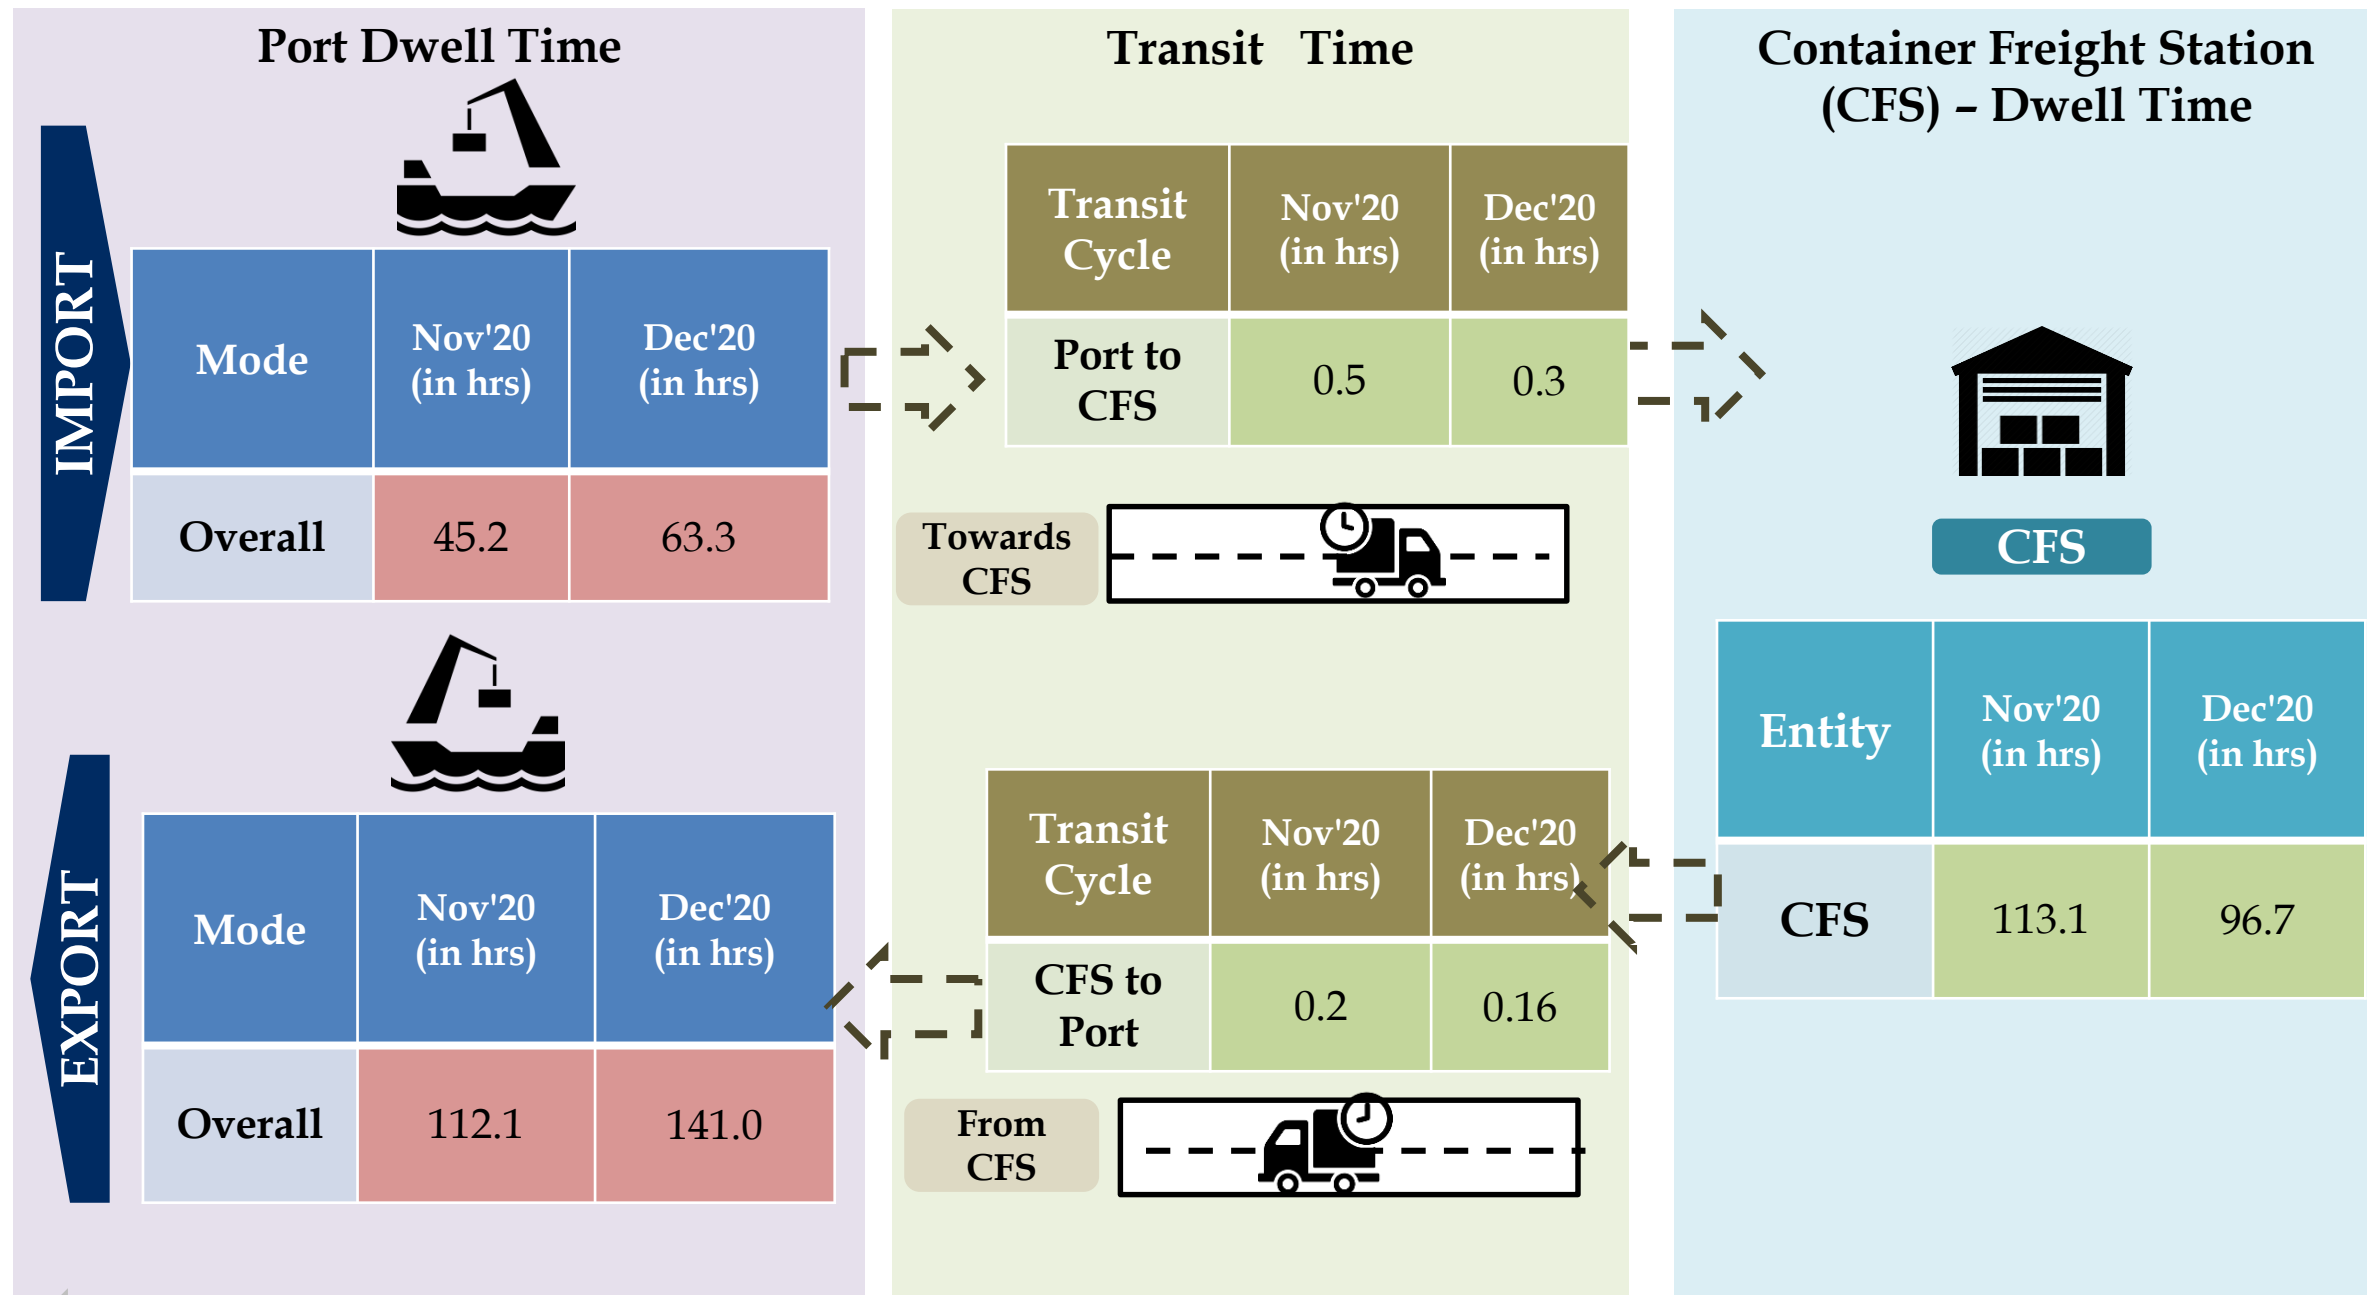 Port Dwell Time
IMPORT
Mode
Nov'20
(in hrs)
Dec'20
(in hrs)
Overall
45.2
63.3
EXPORT
Mode
Nov'20
(in hrs)
Dec'20
(in hrs)
Overall
112.1
141.0
Transit Time
Transit
Cycle
Nov'20
(in hrs)
Dec'20
(in hrs)
Port to
CFS
0.5
0.3
Towards
CFS
Transit
Cycle
Nov'20
(in hrs)
Dec'20
(in hrs)
CFS to
Port
0.2
0.16
From
CFS
Container Freight Station
(CFS) – Dwell Time
CFS
Entity
Nov'20
(in hrs)
Dec'20
(in hrs)
CFS
113.1
96.7